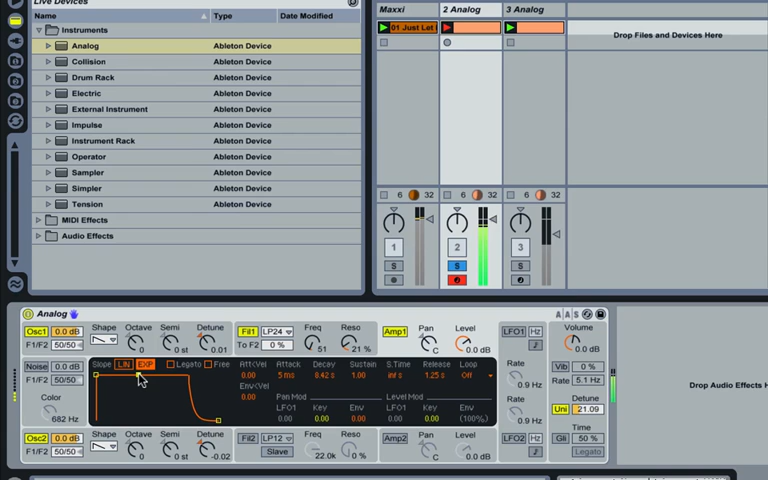 Live Devices
Name Type Date Modified
Instruments
Analog Ableton Device
Collision Ableton Device
Drum Rack Ableton Device
Electric Ableton Device
External Instrument Ableton Device
Impulse Ableton Device
Instrument Rack Ableton Device
Operator Ableton Device
Sampler Ableton Device
Simpler Ableton Device
Tension Ableton Device
MIDI Effects
Audio Effects
Maxxi 2 Analog 3 Analog
01 Just Let
Drop Files and Devices Here
6 32 6 32 6 32
1 2 3
S S S
Analog
Osc1 0.0 dB Shape Octave Semi Detune Fil1 LP24 Freq Reso Amp1 Pan Level LFO1 Hz Volume
F1/F2 50/50 0 0 st 0.01 To F2 0 % 51 21 % C 0.0 dB 0.0 dB
Noise 0.0 dB Slope LIN EXP Legato Free Att<Vel Attack Decay Sustain S.Time Release Loop Rate Vib 0 %
F1/F2 50/50 0.00 5 ms 8.42 s 1.00 inf s 1.25 s Off 0.9 Hz Rate 5.1 Hz
Env<Vel
Color 0.00 Pan Mod Level Mod Rate Detune
682 Hz LFO1 Key Env LFO1 Key Env 0.9 Hz Uni 21.09
0.00 0.00 0.00 0.00 0.00 (100%) Time
Osc2 0.0 dB Shape Octave Semi Detune Fil2 LP12 Freq Reso Amp2 Pan Level LFO2 Hz Gli 50 %
F1/F2 50/50 0 0 st -0.02 Slave 22.0k 0 % C 0.0 dB Legato
Drop Audio Effects H